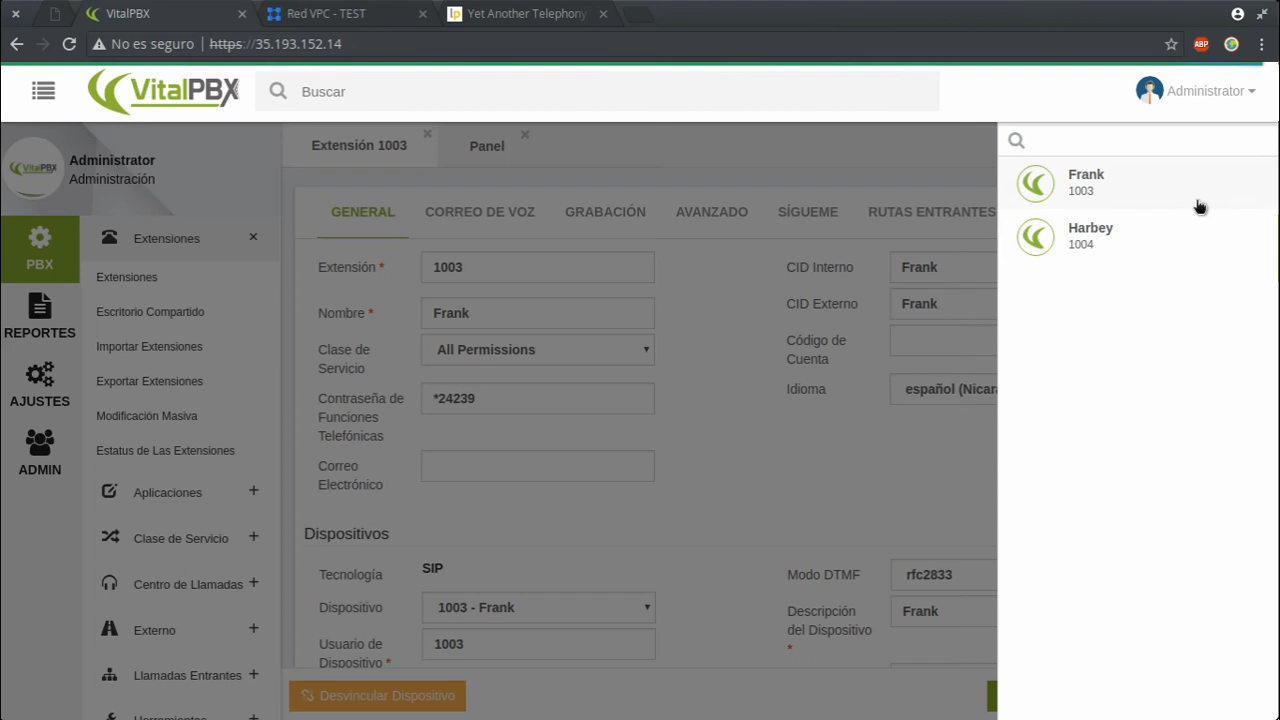 VitalPBX
Red VPC - TEST
Yet Another Telephony
No es seguro | https://35.193.152.14
ABP
VitalPBX
Buscar
Administrator
Administrator
Administración
PBX
REPORTES
AJUSTES
ADMIN
Extensiones
Extensiones
Escritorio Compartido
Importar Extensiones
Exportar Extensiones
Modificación Masiva
Estatus de Las Extensiones
Aplicaciones
Clase de Servicio
Centro de Llamadas
Externo
Llamadas Entrantes
Extensión 1003
Panel
GENERAL
CORREO DE VOZ
GRABACIÓN
AVANZADO
SÍGUEME
RUTAS ENTRANTES
Extensión * 1003
Nombre * Frank
Clase de
Servicio
All Permissions
Contraseña de
Funciones
Telefónicas
*24239
Correo
Electrónico
CID Interno Frank
CID Externo Frank
Código de
Cuenta
Idioma español (Nicar
Dispositivos
Tecnología SIP
Dispositivo 1003 - Frank
Usuario de
Dispositivo *
1003
Modo DTMF rfc2833
Descripción
del Dispositivo
*
Frank
Desvincular Dispositivo
Frank
1003
Harbey
1004